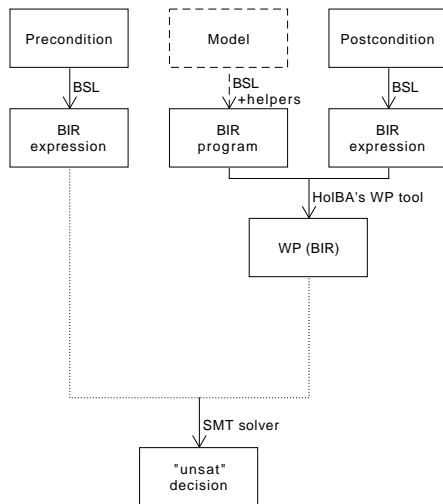 Precondition
Model
Postcondition
BSL
BSL
+helpers
BSL
BIR
expression
BIR
program
BIR
expression
HolBA's WP tool
WP (BIR)
SMT solver
"unsat"
decision